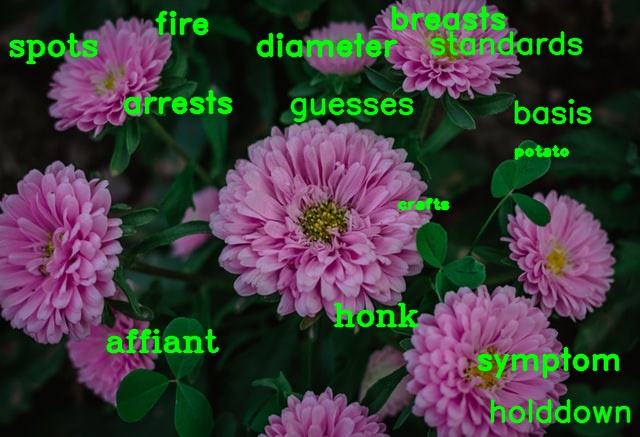 breasts
fire
spots
diameter
standards
arrests
guesses
basis
potato
crafts
honk
affiant
symptom
holddown